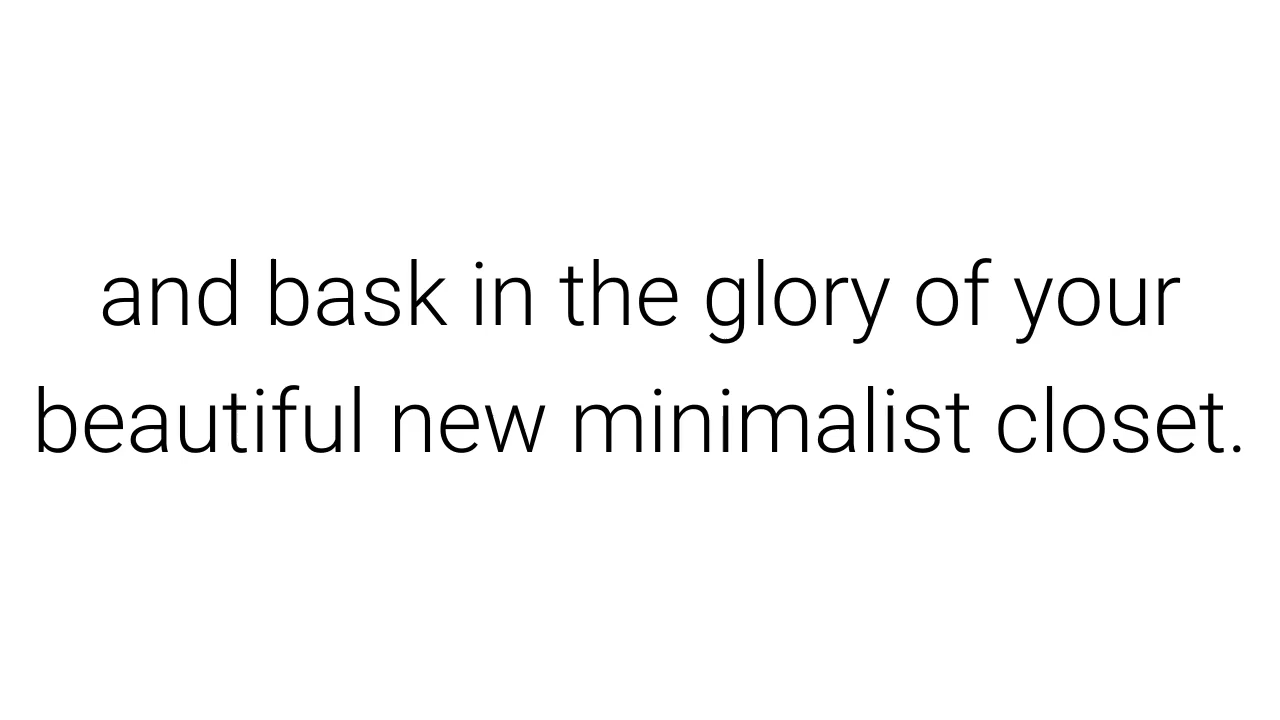 and bask in the glory of your
beautiful new minimalist closet.